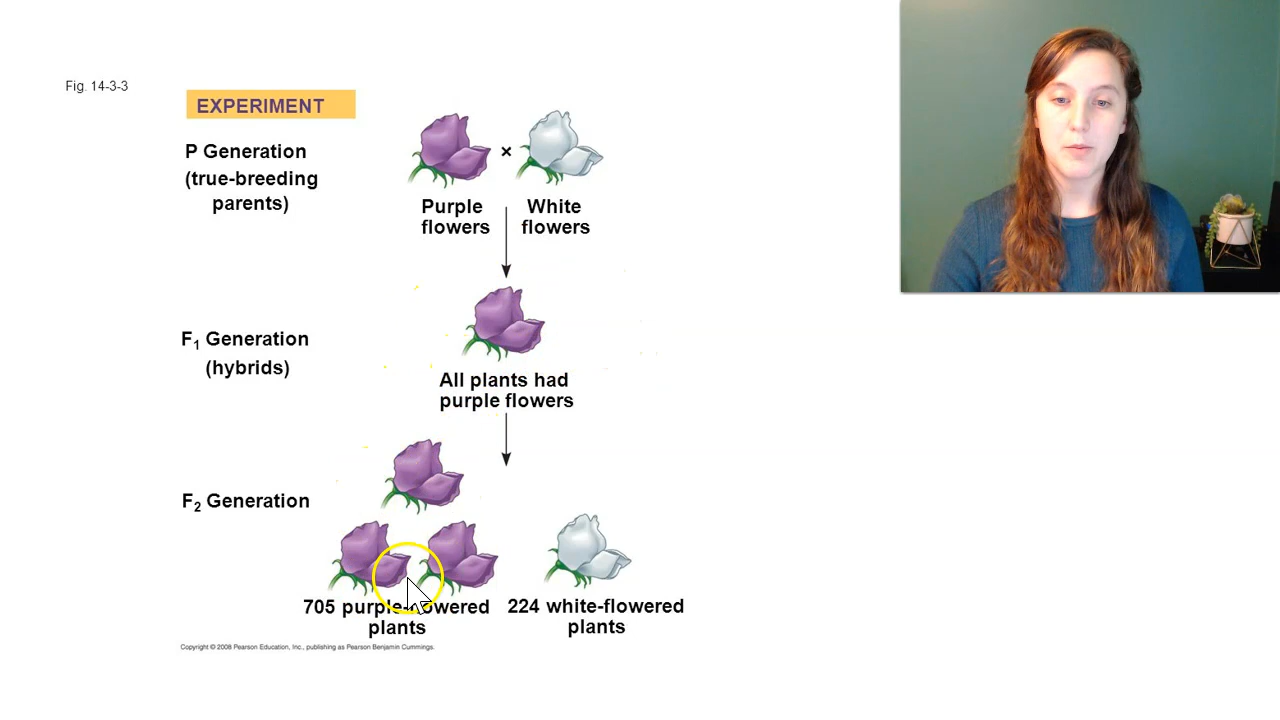 Fig. 14-3-3
EXPERIMENT
P Generation
(true-breeding
parents)
×
Purple
flowers
White
flowers
F₁ Generation
(hybrids)
All plants had
purple flowers
F₂ Generation
705 purple-flowered
plants
224 white-flowered
plants
Copyright © 2008 Pearson Education, Inc., publishing as Pearson Benjamin Cummings.